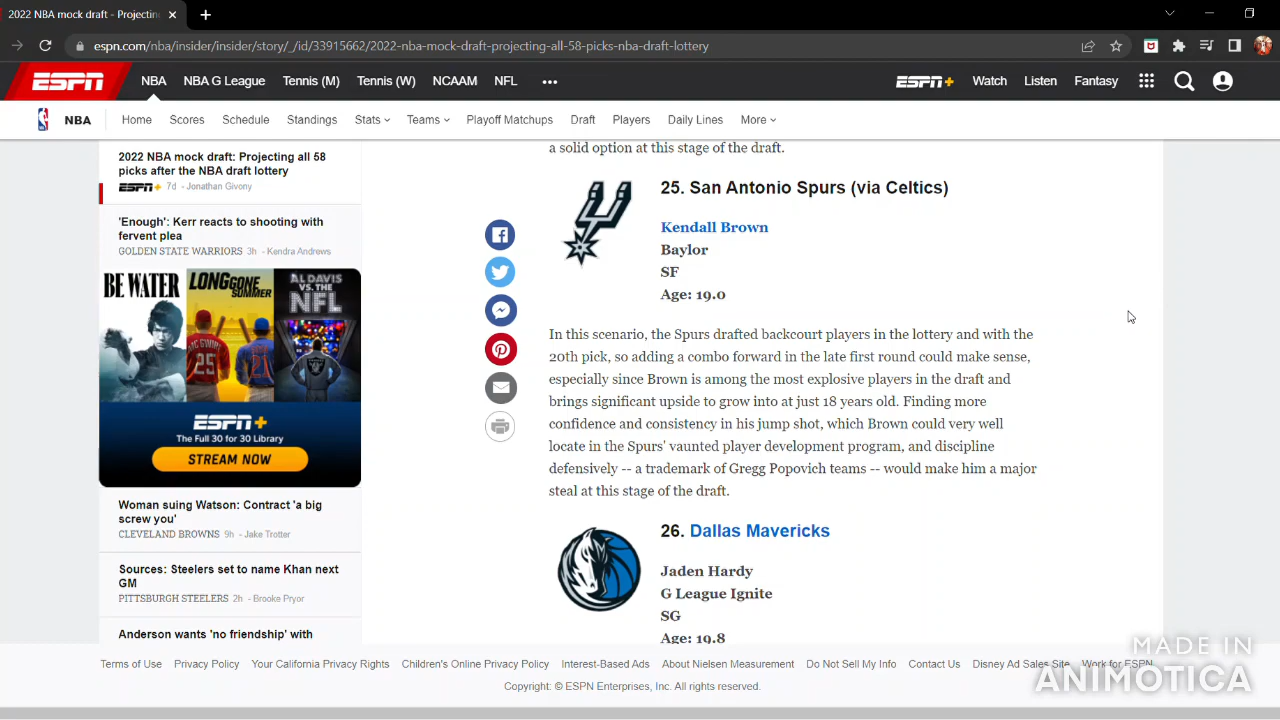 2022 NBA mock draft - Projectin
espn.com/nba/insider/insider/story/_/id/33915662/2022-nba-mock-draft-projecting-all-58-picks-nba-draft-lottery
ESPN NBA NBA G League Tennis (M) Tennis (W) NCAAM NFL ESPN+ Watch Listen Fantasy
NBA Home Scores Schedule Standings Stats Teams Playoff Matchups Draft Players Daily Lines More
2022 NBA mock draft: Projecting all 58
picks after the NBA draft lottery
ESPN+ 7d - Jonathan Givony
'Enough': Kerr reacts to shooting with
fervent plea
GOLDEN STATE WARRIORS 3h - Kendra Andrews
BE WATER
LONG GONE
SUMMER
AL DAVIS
VS. THE
NFL
25
21
ESPN+
The Full 30 for 30 Library
STREAM NOW
Woman suing Watson: Contract 'a big
screw you'
CLEVELAND BROWNS 9h - Jake Trotter
Sources: Steelers set to name Khan next
GM
PITTSBURGH STEELERS 2h - Brooke Pryor
Anderson wants 'no friendship' with
a solid option at this stage of the draft.
25. San Antonio Spurs (via Celtics)
Kendall Brown
Baylor
SF
Age: 19.0
In this scenario, the Spurs drafted backcourt players in the lottery and with the
20th pick, so adding a combo forward in the late first round could make sense,
especially since Brown is among the most explosive players in the draft and
brings significant upside to grow into at just 18 years old. Finding more
confidence and consistency in his jump shot, which Brown could very well
locate in the Spurs' vaunted player development program, and discipline
defensively -- a trademark of Gregg Popovich teams -- would make him a major
steal at this stage of the draft.
26. Dallas Mavericks
Jaden Hardy
G League Ignite
SG
Age: 19.8
Terms of Use Privacy Policy Your California Privacy Rights Children's Online Privacy Policy Interest-Based Ads About Nielsen Measurement Do Not Sell My Info Contact Us Disney Ad Sales Site Work for ESPN
Copyright: © ESPN Enterprises, Inc. All rights reserved.
MADE IN
ANIMOTICA